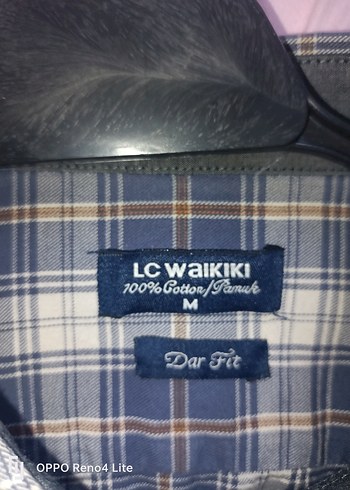 LC WAIKIKI
100% Cotton/Pamuk
M
Dar Fit
OPPO Reno4 Lite